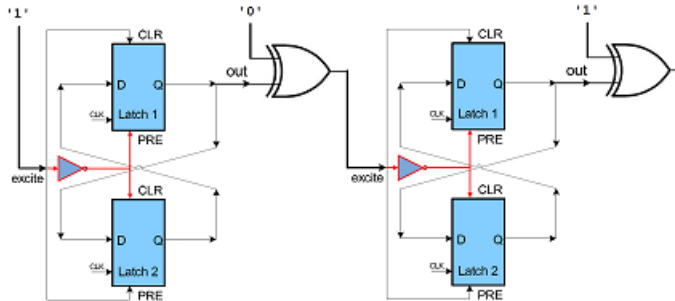 '1'
CLR
D Q
CLK
Latch 1
PRE
excite
CLR
D Q
CLK
Latch 2
PRE
'0'
out
CLR
D Q
CLK
Latch 1
PRE
excite
CLR
D Q
CLK
Latch 2
PRE
'1'
out